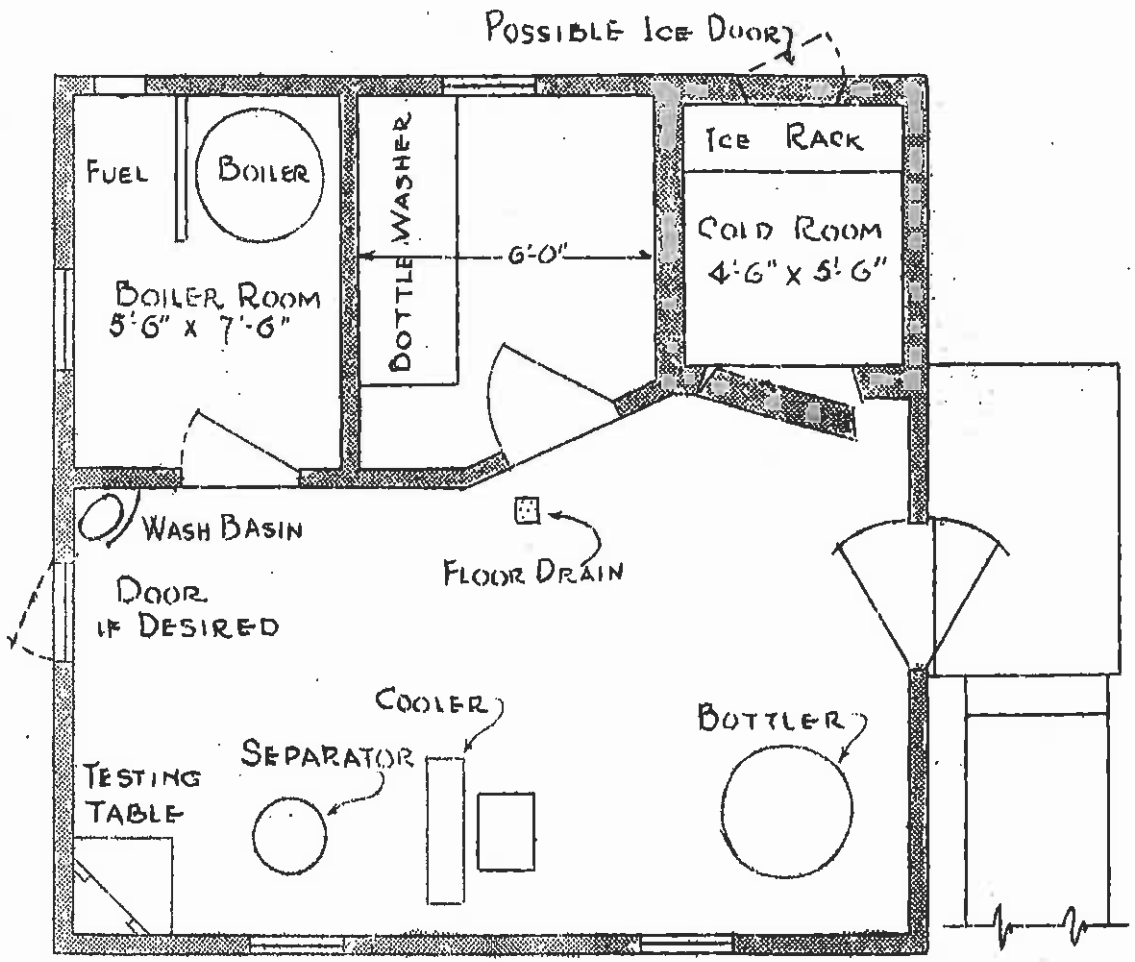 POSSIBLE ICE DOOR
FUEL
BOILER
BOTTLE WASHER
ICE RACK
COLD ROOM
4'-6" X 5'-6"
6'-0"
BOILER ROOM
5'-6" X 7'-6"
WASH BASIN
FLOOR DRAIN
DOOR
IF DESIRED
COOLER
BOTTLER
SEPARATOR
TESTING
TABLE